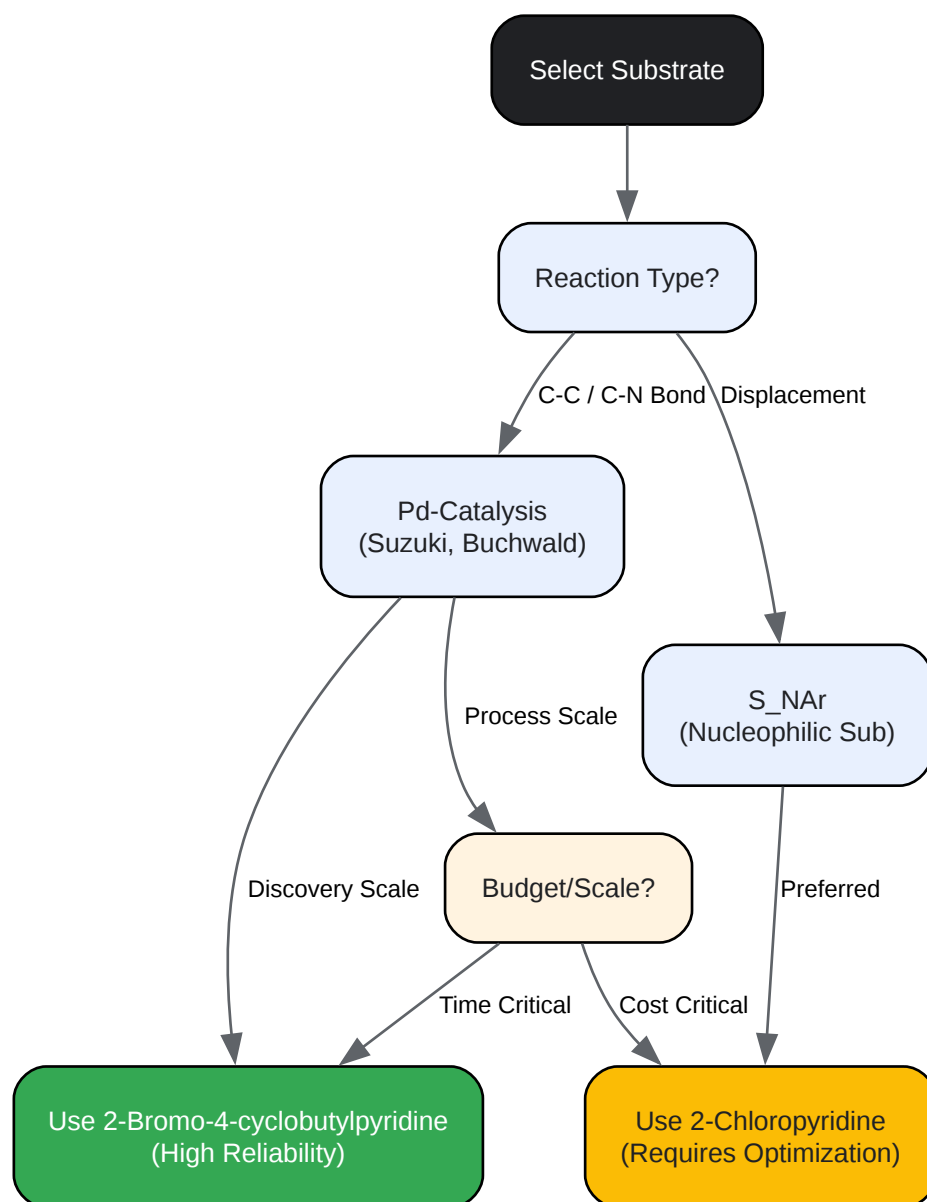 Select Substrate
Reaction Type?
C-C / C-N Bond
Displacement
Pd-Catalysis
(Suzuki, Buchwald)
S_NAr
(Nucleophilic Sub)
Process Scale
Budget/Scale?
Discovery Scale
Preferred
Time Critical
Cost Critical
Use 2-Bromo-4-cyclobutylpyridine
(High Reliability)
Use 2-Chloropyridine
(Requires Optimization)